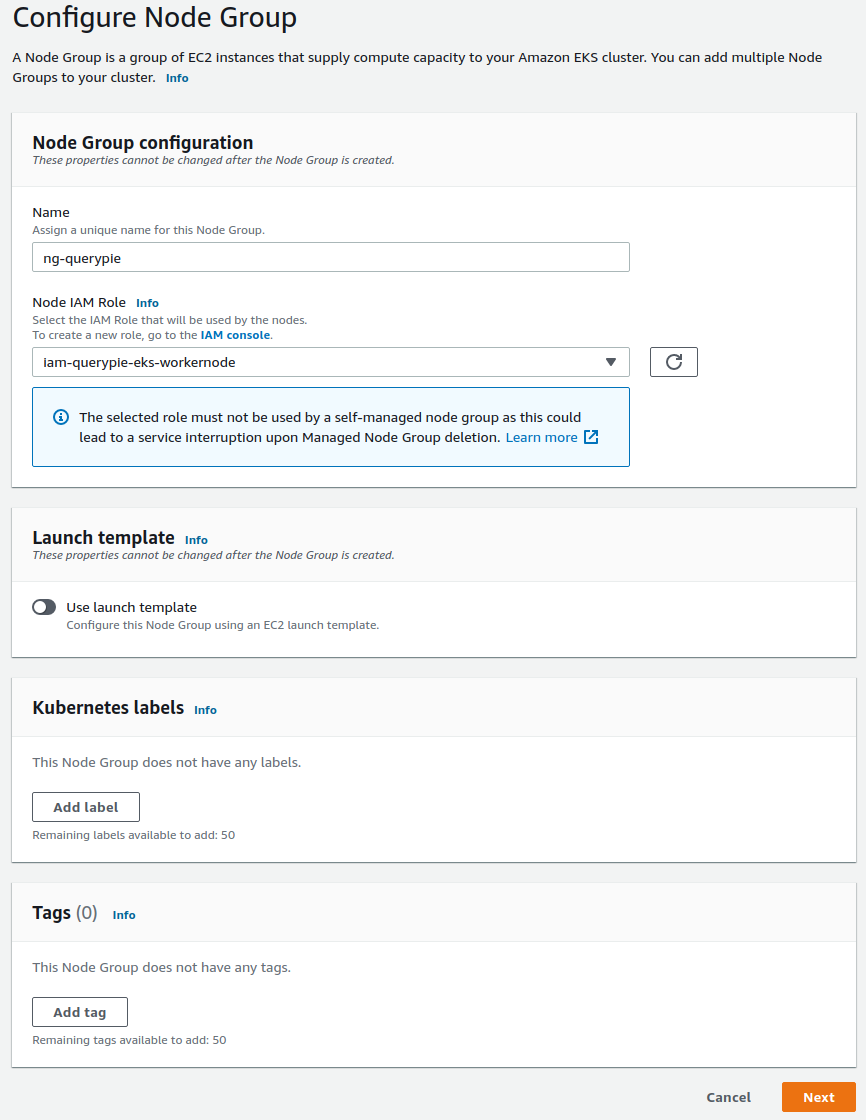 Configure Node Group
A Node Group is a group of EC2 instances that supply compute capacity to your Amazon EKS cluster. You can add multiple Node
Groups to your cluster. Info
Node Group configuration
These properties cannot be changed after the Node Group is created.
Name
Assign a unique name for this Node Group.
ng-querypie
Node IAM Role Info
Select the IAM Role that will be used by the nodes.
To create a new role, go to the IAM console.
iam-querypie-eks-workernode
The selected role must not be used by a self-managed node group as this could
lead to a service interruption upon Managed Node Group deletion. Learn more
Launch template Info
These properties cannot be changed after the Node Group is created.
Use launch template
Configure this Node Group using an EC2 launch template.
Kubernetes labels Info
This Node Group does not have any labels.
Add label
Remaining labels available to add: 50
Tags (0) Info
This Node Group does not have any tags.
Add tag
Remaining tags available to add: 50
Cancel Next